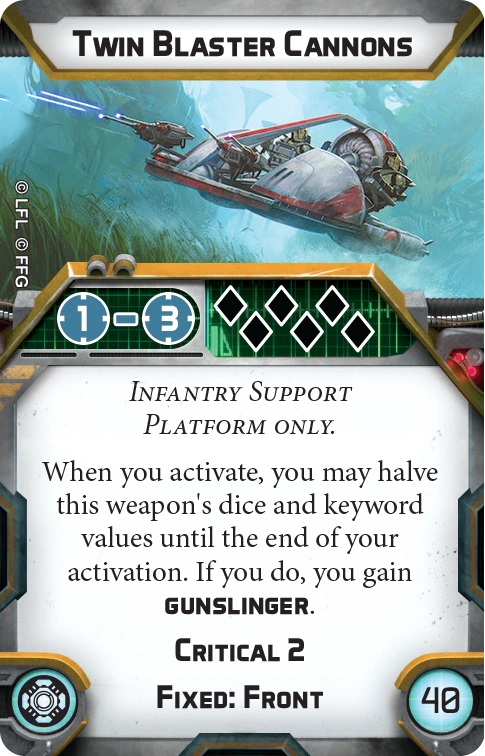 Twin Blaster Cannons
© LFL © FFG
1 - 3
Infantry Support
Platform only.
When you activate, you may halve
this weapon's dice and keyword
values until the end of your
activation. If you do, you gain
GUNSLINGER.
Critical 2
Fixed: Front
40